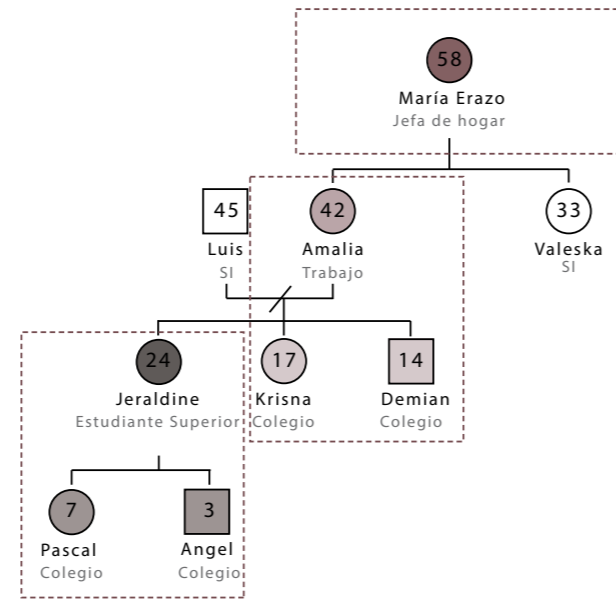 58
María Erazo
Jefa de hogar
45
42
33
Luis
Amalia
Valeska
SI
Trabajo
SI
24
17
14
Jeraldine
Krisna
Demian
Estudiante Superior
Colegio
Colegio
7
3
Pascal
Angel
Colegio
Colegio